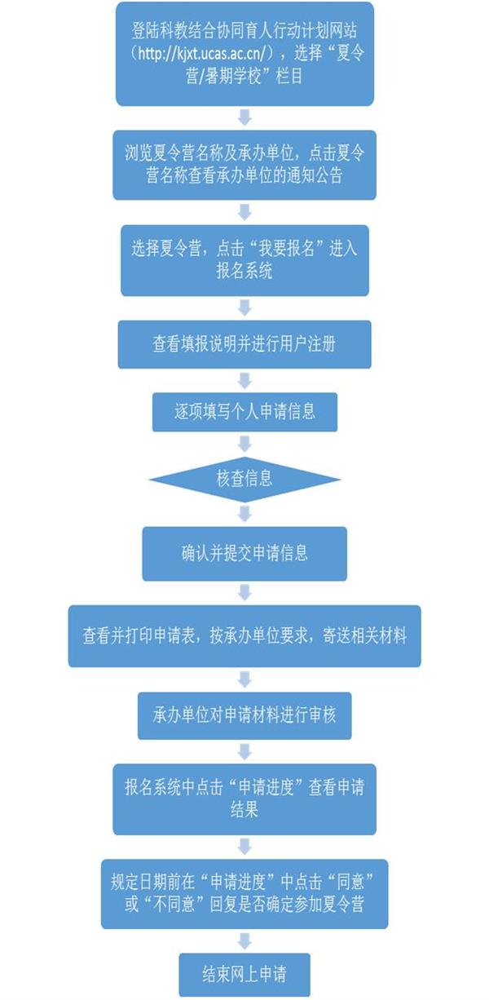 登陆科教结合协同育人行动计划网站
（http://kjxt.ucas.ac.cn/），选择“夏令
营/暑期学校”栏目
浏览夏令营名称及承办单位，点击夏令
营名称查看承办单位的通知公告
选择夏令营，点击“我要报名”进入
报名系统
查看填报说明并进行用户注册
逐项填写个人申请信息
核查信息
确认并提交申请信息
查看并打印申请表，按承办单位要求，寄送相关材料
承办单位对申请材料进行审核
报名系统中点击“申请进度”查看申请
结果
规定日期前在“申请进度”中点击“同意”
或“不同意”回复是否确定参加夏令营
结束网上申请